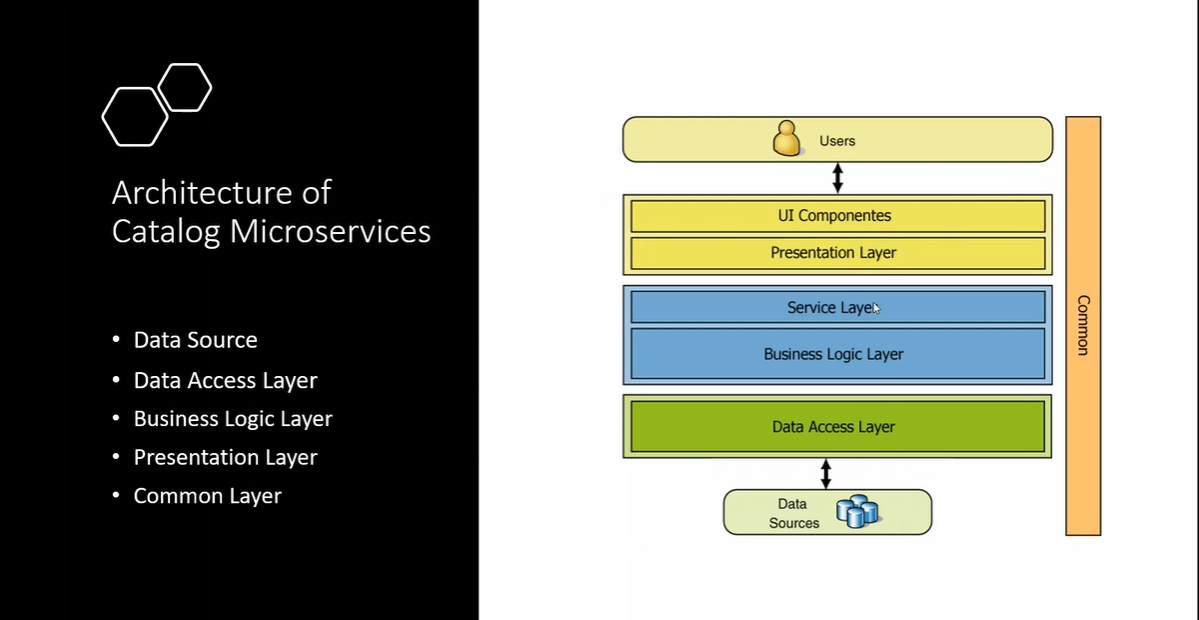 Architecture of
Catalog Microservices
• Data Source
• Data Access Layer
• Business Logic Layer
• Presentation Layer
• Common Layer
Users
UI Componentes
Presentation Layer
Service Layer
Business Logic Layer
Data Access Layer
Data
Sources
Common